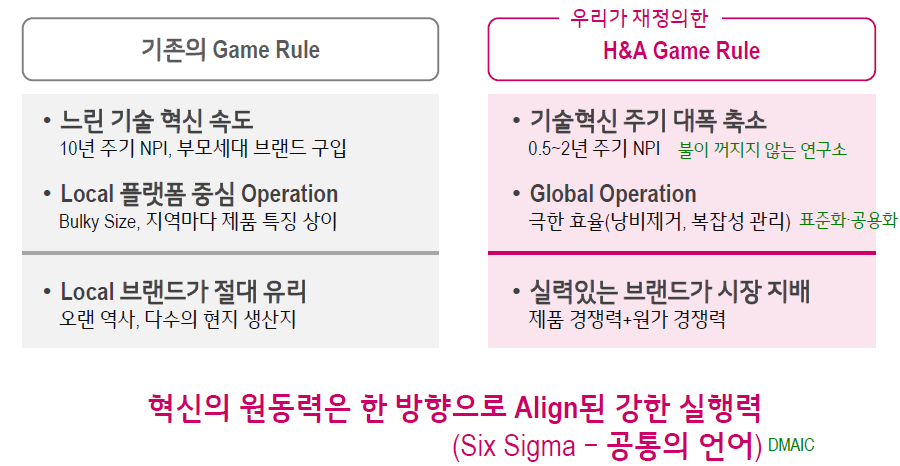 기존의 Game Rule
• 느린 기술 혁신 속도
10년 주기 NPI, 부모세대 브랜드 구입
• Local 플랫폼 중심 Operation
Bulky Size, 지역마다 제품 특징 상이
• Local 브랜드가 절대 유리
오랜 역사, 다수의 현지 생산지
우리가 재정의한
H&A Game Rule
• 기술혁신 주기 대폭 축소
0.5~2년 주기 NPI 불이 꺼지지 않는 연구소
• Global Operation
극한 효율(낭비제거, 복잡성 관리) 표준화·공용화
• 실력있는 브랜드가 시장 지배
제품 경쟁력+원가 경쟁력
혁신의 원동력은 한 방향으로 Align된 강한 실행력
(Six Sigma – 공통의 언어) DMAIC